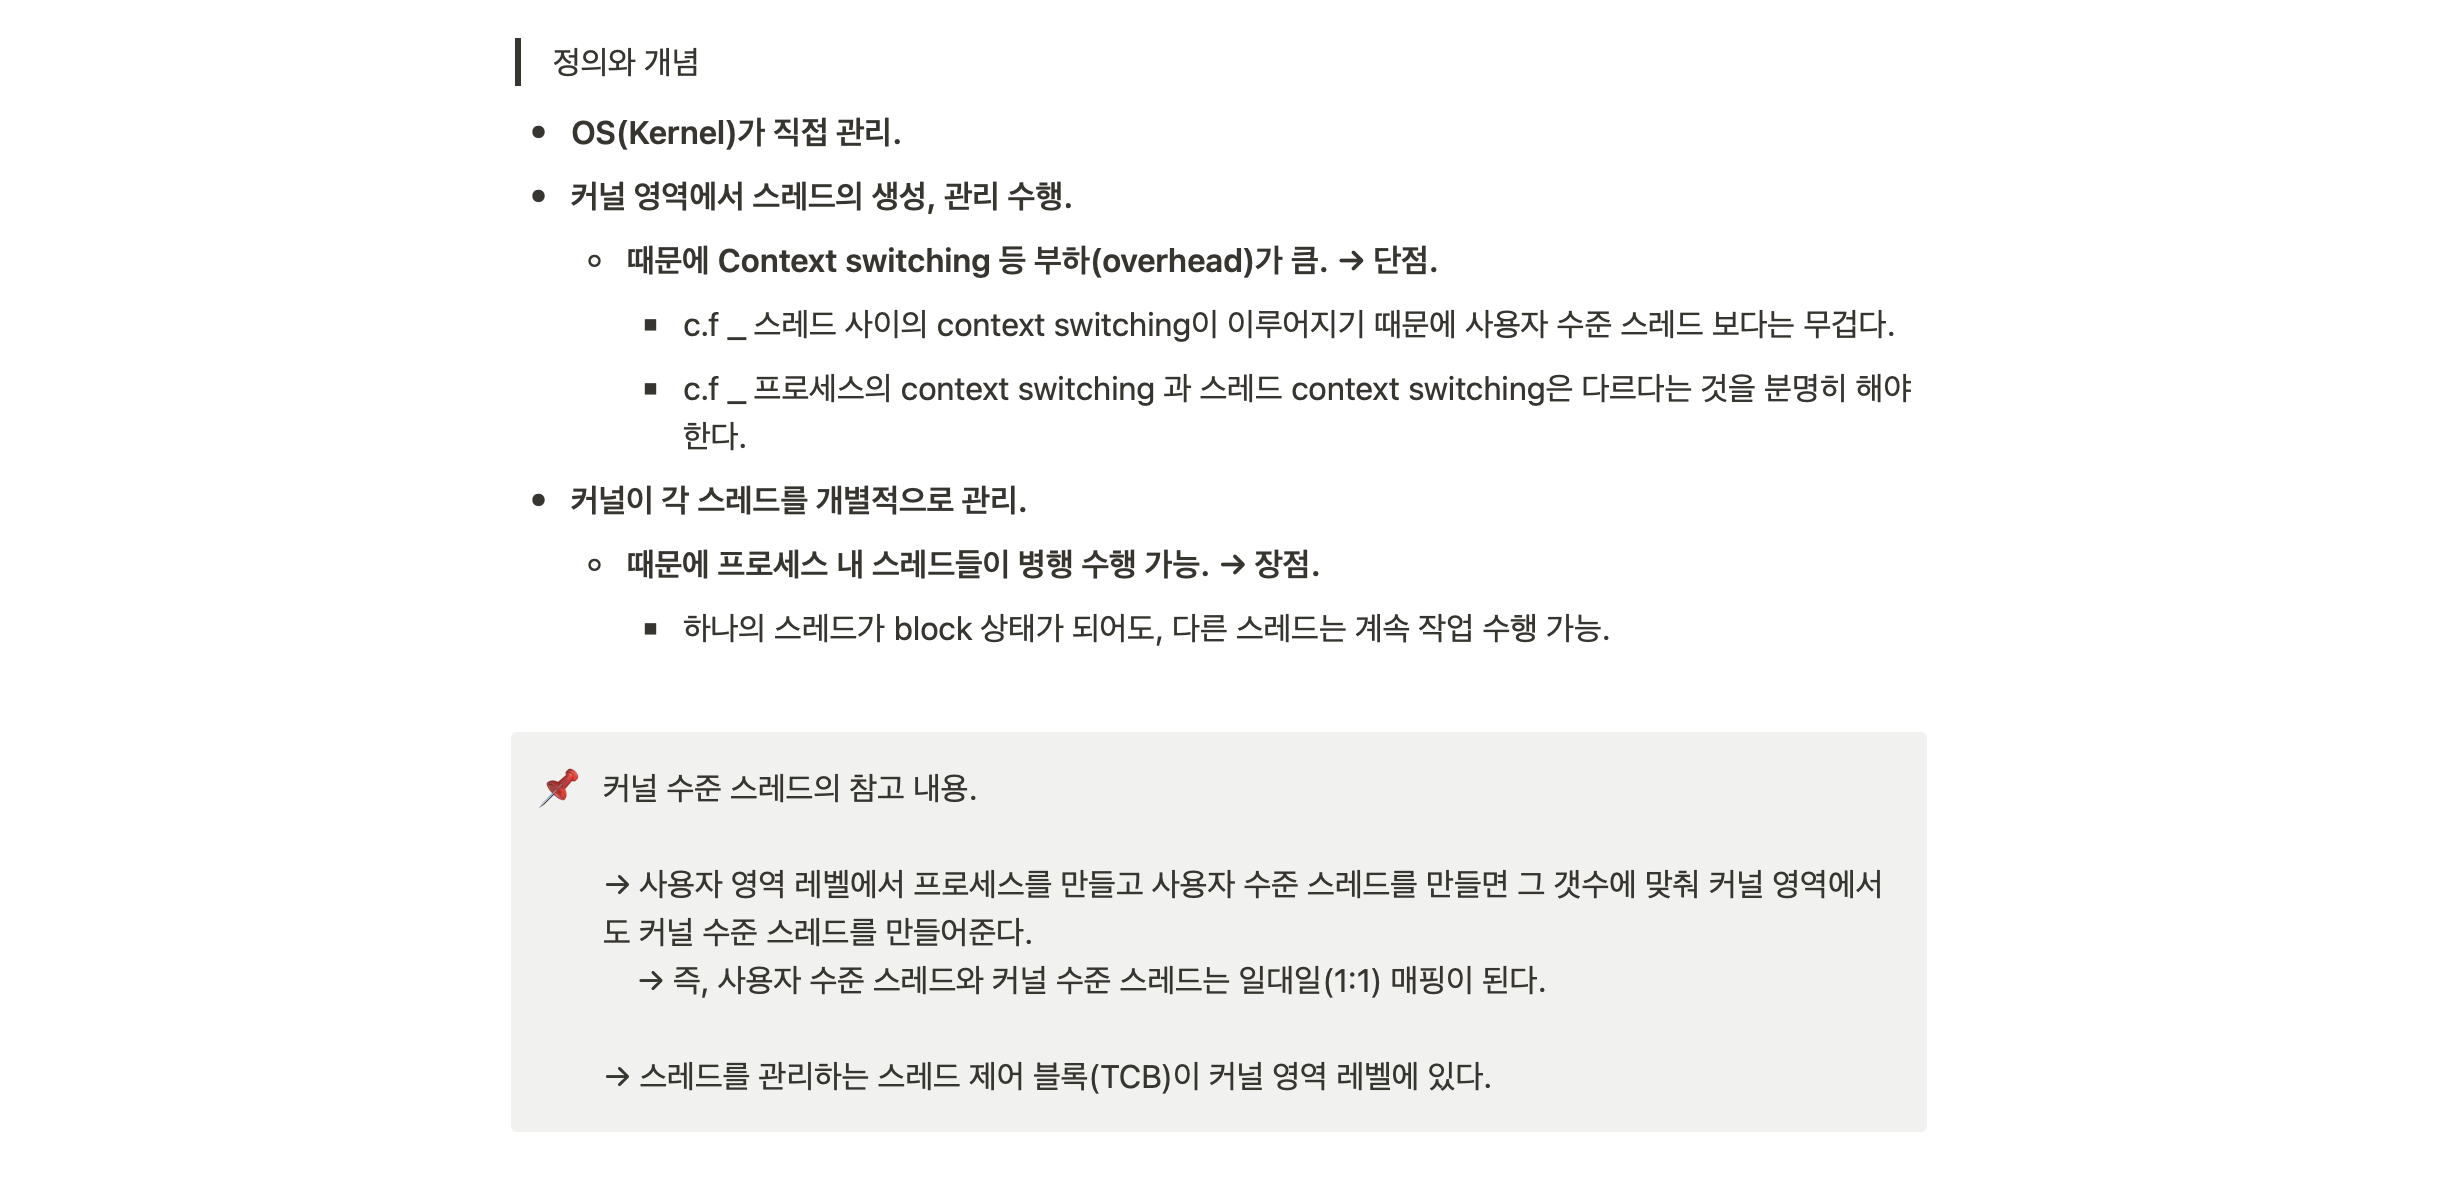 정의와 개념
OS(Kernel)가 직접 관리.
커널 영역에서 스레드의 생성, 관리 수행.
때문에 Context switching 등 부하(overhead)가 큼. → 단점.
c.f _ 스레드 사이의 context switching이 이루어지기 때문에 사용자 수준 스레드 보다는 무겁다.
c.f _ 프로세스의 context switching 과 스레드 context switching은 다르다는 것을 분명히 해야
한다.
커널이 각 스레드를 개별적으로 관리.
때문에 프로세스 내 스레드들이 병행 수행 가능. → 장점.
하나의 스레드가 block 상태가 되어도, 다른 스레드는 계속 작업 수행 가능.
커널 수준 스레드의 참고 내용.
→ 사용자 영역 레벨에서 프로세스를 만들고 사용자 수준 스레드를 만들면 그 갯수에 맞춰 커널 영역에서
도 커널 수준 스레드를 만들어준다.
→ 즉, 사용자 수준 스레드와 커널 수준 스레드는 일대일(1:1) 매핑이 된다.
→ 스레드를 관리하는 스레드 제어 블록(TCB)이 커널 영역 레벨에 있다.